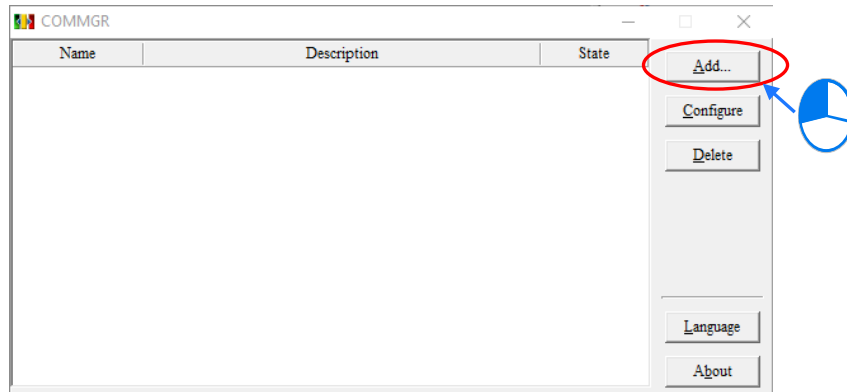 COMMGR
Name Description State
Add...
Configure
Delete
Language
About